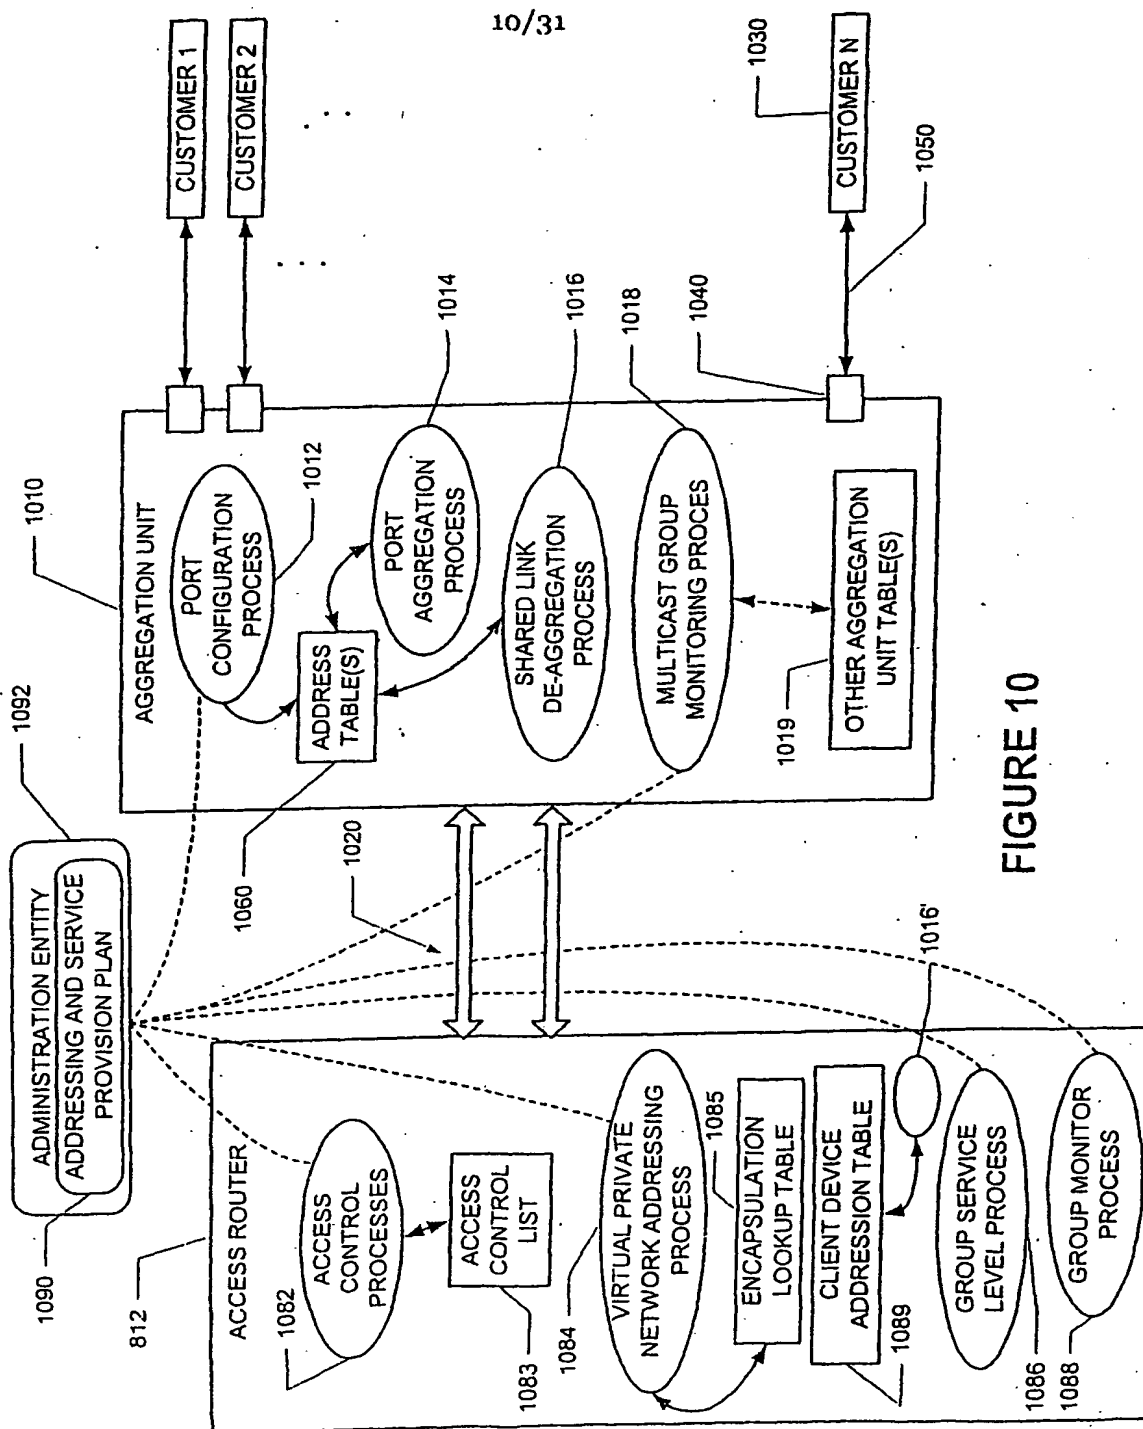 10/31
1092
ADMINISTRATION ENTITY
ADDRESSING AND SERVICE
PROVISION PLAN
1090
812
ACCESS ROUTER
1082
ACCESS
CONTROL
PROCESSES
ACCESS
CONTROL
LIST
1083
1084
VIRTUAL PRIVATE
NETWORK ADDRESSING
PROCESS
1085
ENCAPSULATION
LOOKUP TABLE
CLIENT DEVICE
ADDRESSION TABLE
1089
1016'
GROUP SERVICE
LEVEL PROCESS
1086
GROUP MONITOR
PROCESS
1088
1020
1010
AGGREGATION UNIT
PORT
CONFIGURATION
PROCESS
1012
ADDRESS
TABLE(S)
1060
PORT
AGGREGATION
PROCESS
1014
SHARED LINK
DE-AGGREGATION
PROCESS
1016
MULTICAST GROUP
MONITORING PROCES
1018
1019
OTHER AGGREGATION
UNIT TABLE(S)
1040
CUSTOMER 1
CUSTOMER 2
. . .
. . .
CUSTOMER N
1030
1050
FIGURE 10